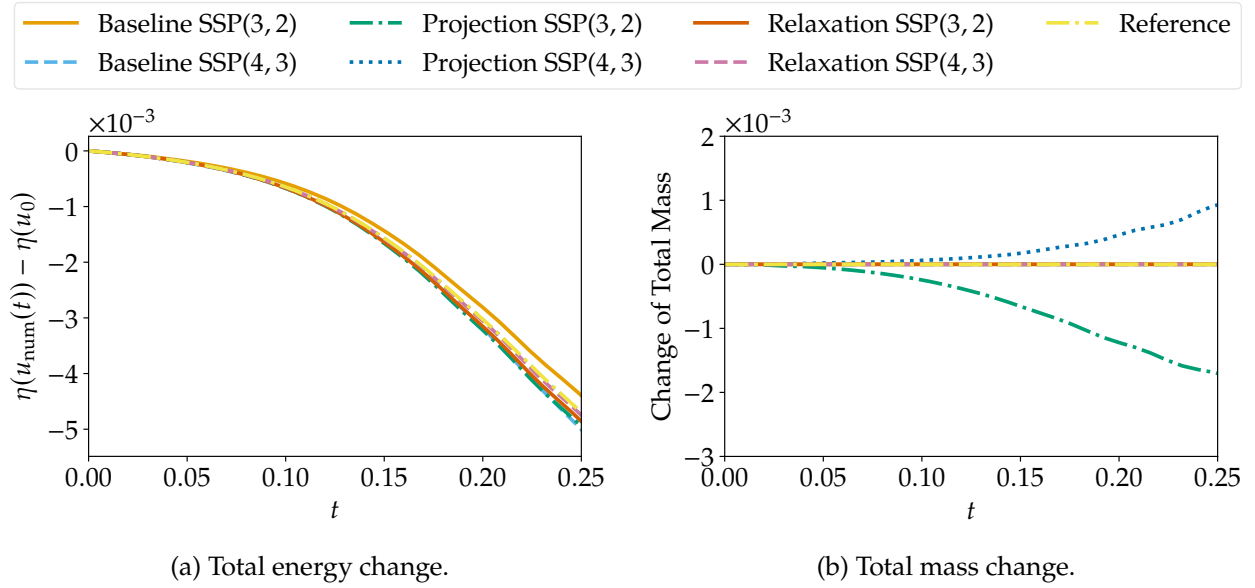 Baseline SSP(3, 2) Projection SSP(3, 2) Relaxation SSP(3, 2) Reference
Baseline SSP(4, 3) Projection SSP(4, 3) Relaxation SSP(4, 3)
×10⁻³
0
−1
−2
−3
−4
−5
η(u_num(t)) − η(u₀)
0.00 0.05 0.10 0.15 0.20 0.25
t
(a) Total energy change.
×10⁻³
2
1
0
−1
−2
−3
Change of Total Mass
0.00 0.05 0.10 0.15 0.20 0.25
t
(b) Total mass change.